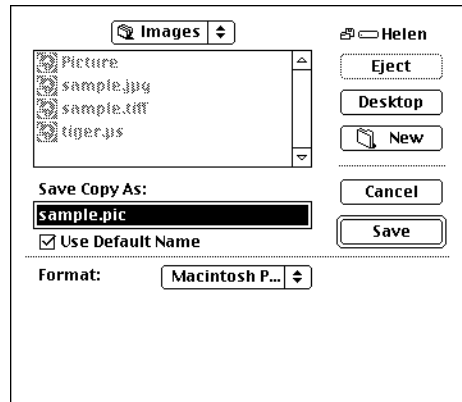 Images
Helen
Picture
sample.jpg
sample.tiff
tiger.ps
Eject
Desktop
New
Save Copy As:
sample.pic
Use Default Name
Cancel
Save
Format:
Macintosh P...